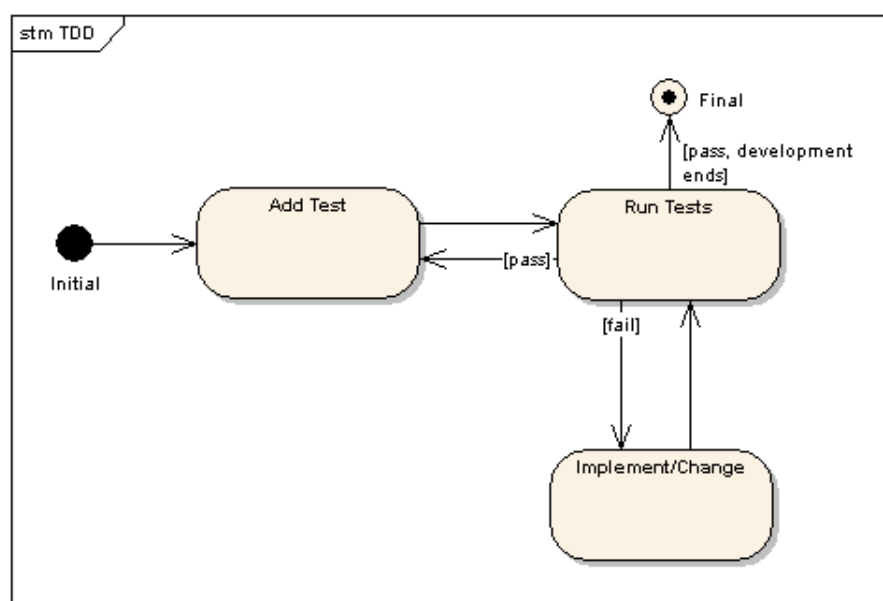 stm TDD
Final
[pass, development
ends]
Add Test
Run Tests
[pass]
Initial
[fail]
Implement/Change